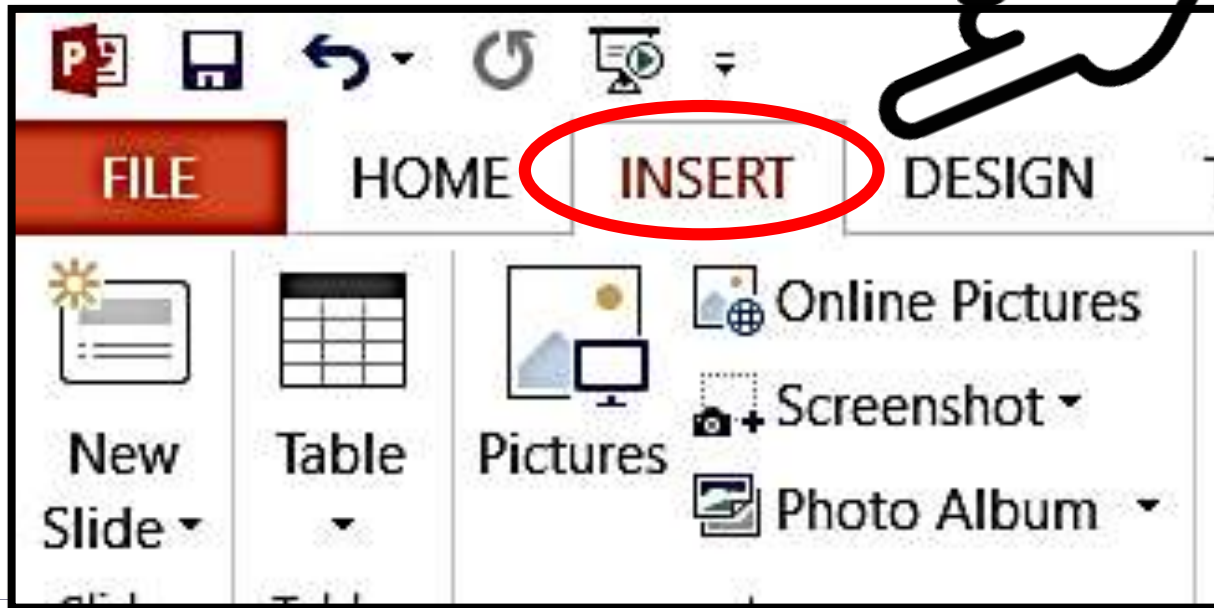 FILE HOME INSERT DESIGN
Online Pictures
Screenshot
Photo Album
New Slide
Table
Pictures